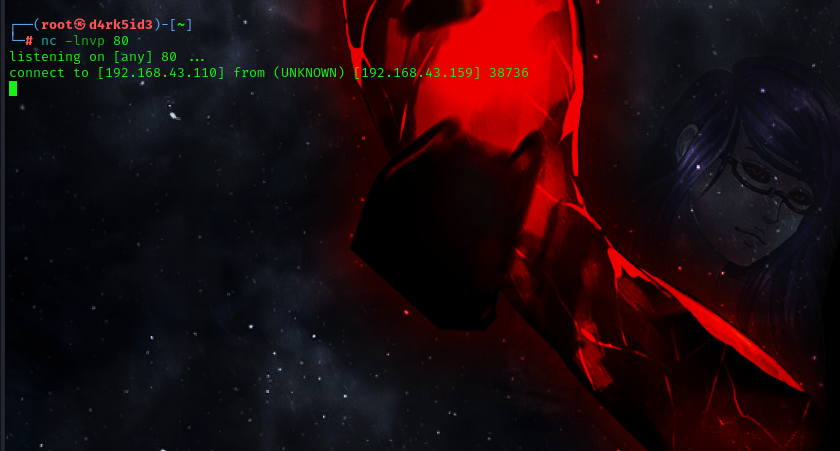 ┌──(root㉿d4rk5id3)-[~]
└─# nc -lnvp 80
listening on [any] 80 ...
connect to [192.168.43.110] from (UNKNOWN) [192.168.43.159] 38736